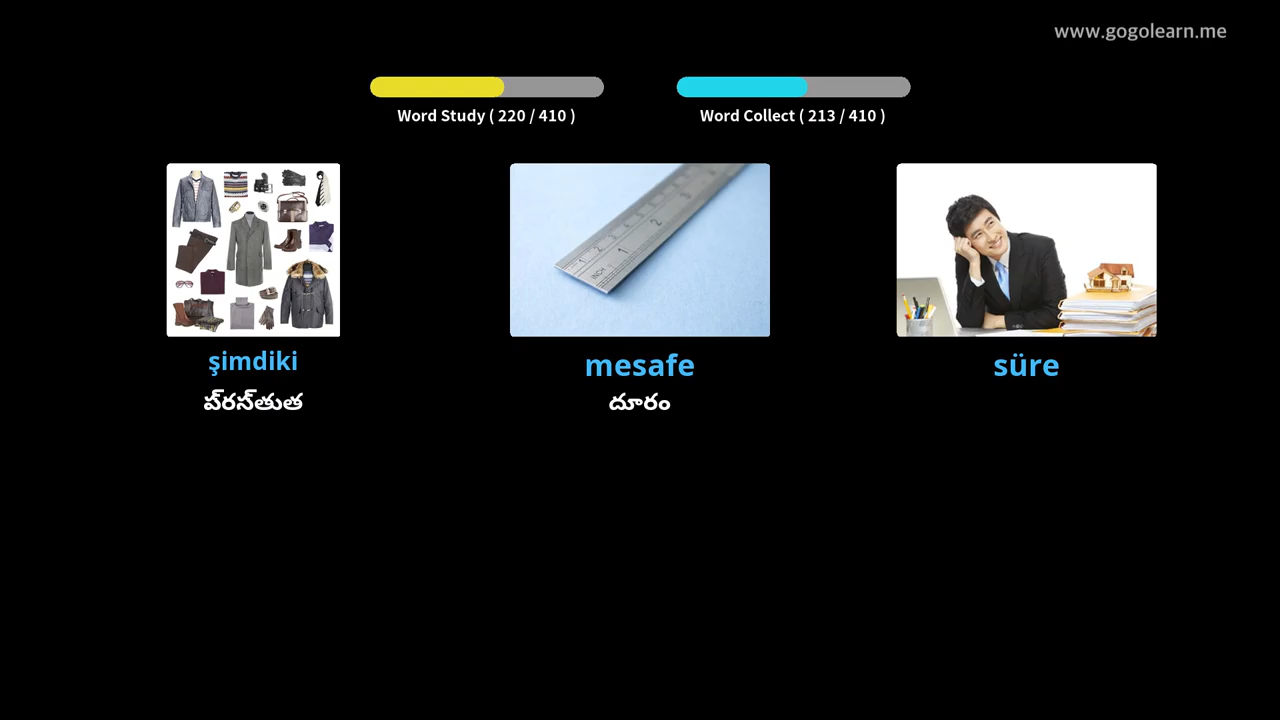 www.gogolearn.me
Word Study ( 220 / 410 )
Word Collect ( 213 / 410 )
şimdiki
mesafe
süre
ప్‌రస్‌తుత
దూరం